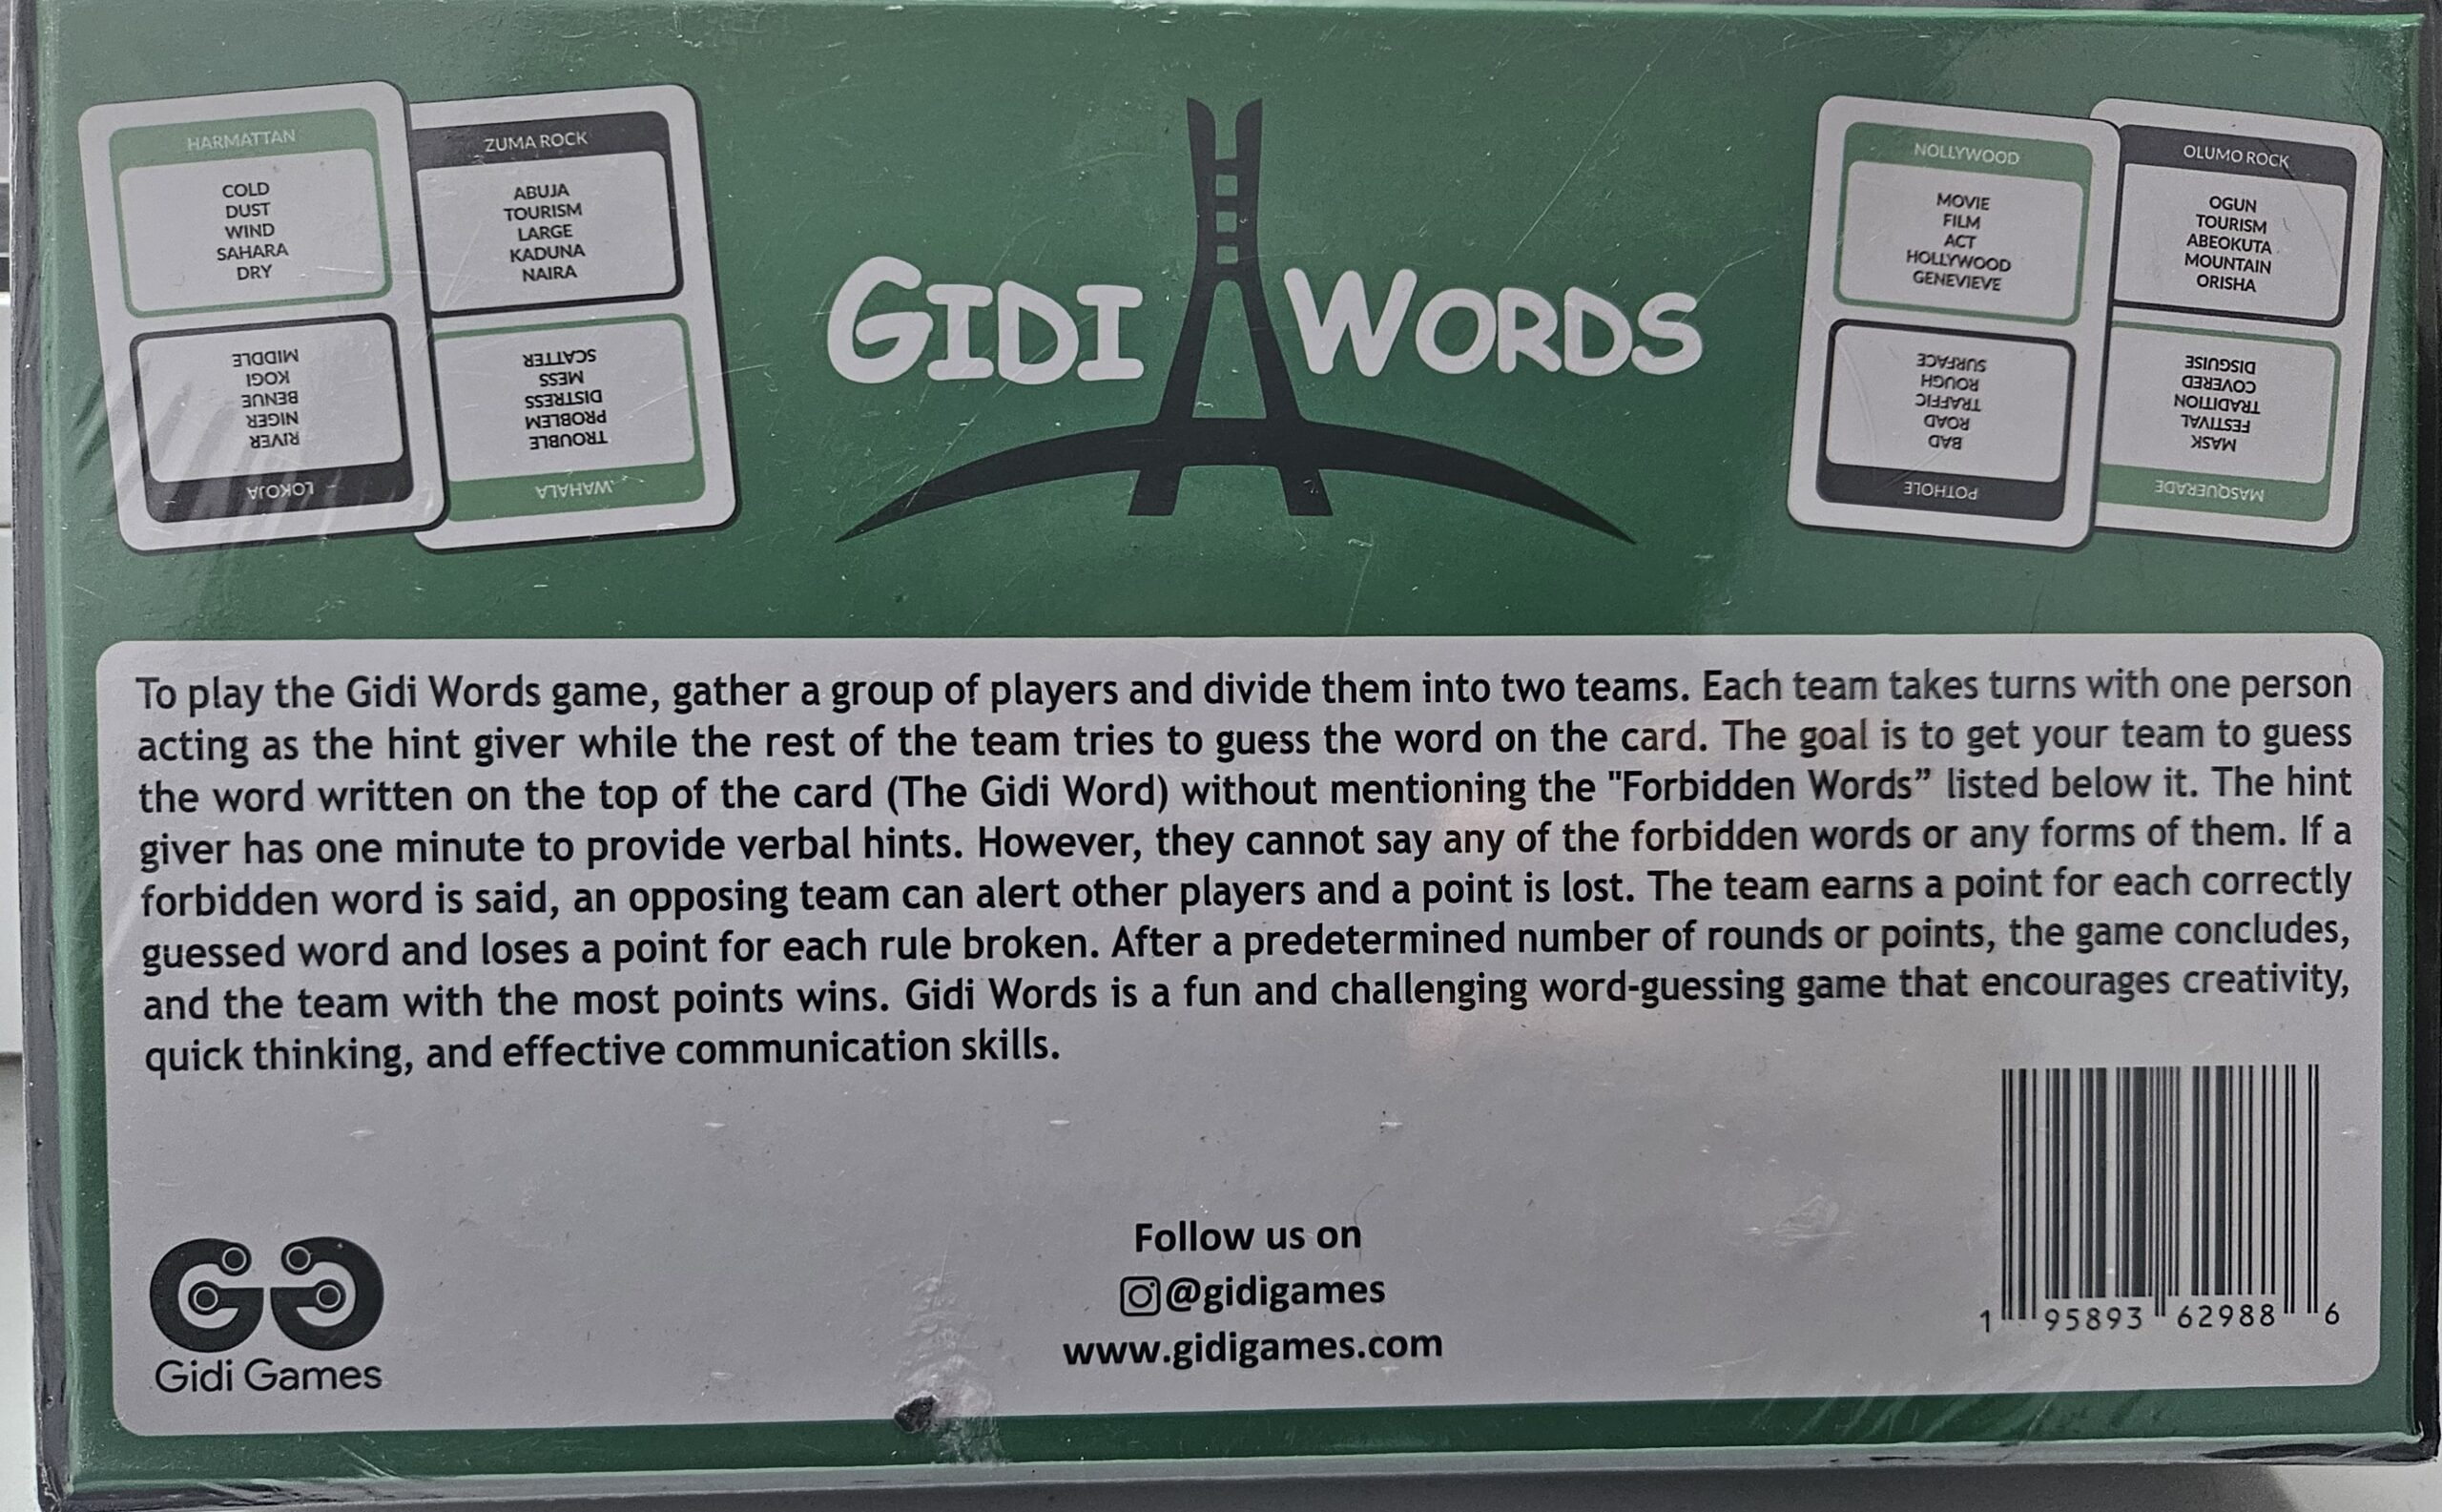 HARMATTAN
COLD
DUST
WIND
SAHARA
DRY
LOKOJA
RIVER
NIGER
BENUE
KOGI
MIDDLE
ZUMA ROCK
ABUJA
TOURISM
LARGE
KADUNA
NAIRA
WAHALA
TROUBLE
PROBLEM
DISTRESS
MESS
SCATTER
GIDI WORDS
NOLLYWOOD
MOVIE
FILM
ACT
HOLLYWOOD
GENEVIEVE
POTHOLE
BAD
ROAD
TRAFFIC
ROUGH
SURFACE
OLUMO ROCK
OGUN
TOURISM
ABEOKUTA
MOUNTAIN
ORISHA
MASQUERADE
MASK
FESTIVAL
TRADITION
COVERED
DISGUISE
To play the Gidi Words game, gather a group of players and divide them into two teams. Each team takes turns with one person
acting as the hint giver while the rest of the team tries to guess the word on the card. The goal is to get your team to guess
the word written on the top of the card (The Gidi Word) without mentioning the "Forbidden Words” listed below it. The hint
giver has one minute to provide verbal hints. However, they cannot say any of the forbidden words or any forms of them. If a
forbidden word is said, an opposing team can alert other players and a point is lost. The team earns a point for each correctly
guessed word and loses a point for each rule broken. After a predetermined number of rounds or points, the game concludes,
and the team with the most points wins. Gidi Words is a fun and challenging word-guessing game that encourages creativity,
quick thinking, and effective communication skills.
Gidi Games
Follow us on
@gidigames
www.gidigames.com
1 95893 62988 6